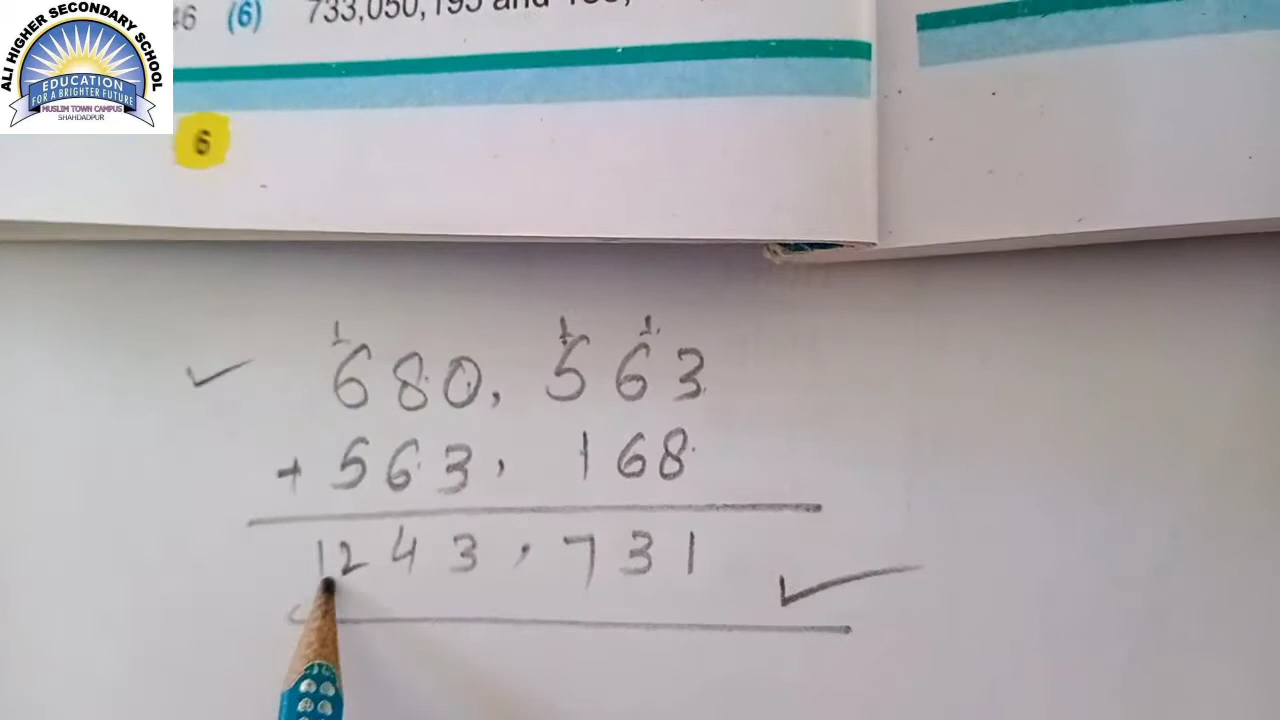 ALI HIGHER SECONDARY SCHOOL
EDUCATION
FOR A BRIGHTER FUTURE
MUSLIM TOWN CAMPUS
SHAHDADPUR
46 (6) 733,050,195 and
6
1 1 1
680, 563
+ 563, 168
1243, 731